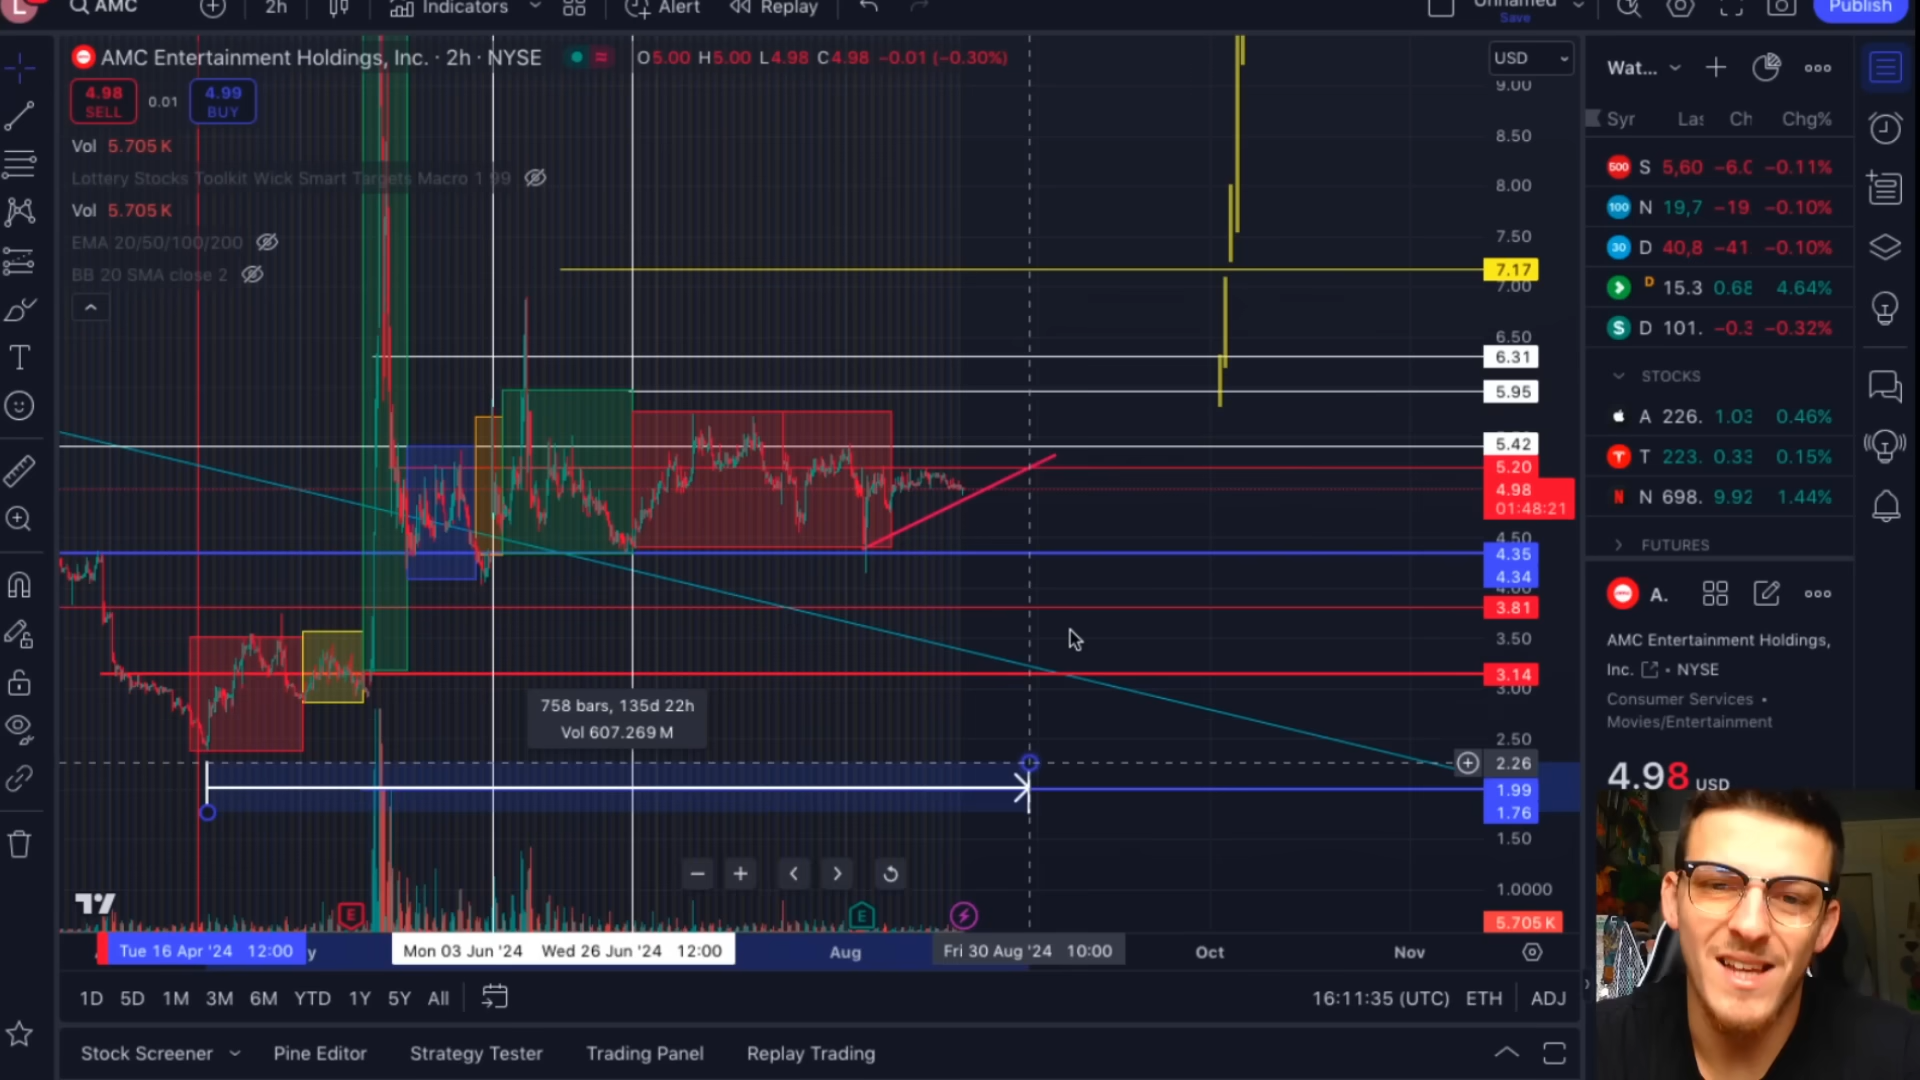 AMC
2h
Indicators
Alert
Replay
Unnamed
Save
Publish
AMC Entertainment Holdings, Inc. · 2h · NYSE
O5.00 H5.00 L4.98 C4.98 −0.01 (−0.30%)
USD
4.98
SELL
0.01
4.99
BUY
Vol 5.705 K
Lottery Stocks Toolkit Wick Smart Targets Macro 1 99
Vol 5.705 K
EMA 20/50/100/200
BB 20 SMA close 2
9.00
8.50
8.00
7.50
7.17
7.00
6.50
6.31
5.95
5.42
5.20
4.98
01:48:21
4.50
4.35
4.34
4.00
3.81
3.50
3.14
3.00
2.50
2.26
1.99
1.76
1.50
1.0000
5.705 K
758 bars, 135d 22h
Vol 607.269 M
E
E
Tue 16 Apr '24 12:00
y
Mon 03 Jun '24
Wed 26 Jun '24 12:00
Aug
Fri 30 Aug '24 10:00
Oct
Nov
1D 5D 1M 3M 6M YTD 1Y 5Y All
16:11:35 (UTC) ETH ADJ
Stock Screener
Pine Editor
Strategy Tester
Trading Panel
Replay Trading
Wat...
Syr Las Ch Chg%
500 S 5,60 −6.0 −0.11%
100 N 19,7 −19. −0.10%
30 D 40,8 −41. −0.10%
D 15.3 0.68 4.64%
S D 101. −0.3 −0.32%
STOCKS
A 226. 1.03 0.46%
T 223. 0.33 0.15%
N 698. 9.92 1.44%
FUTURES
A.
AMC Entertainment Holdings,
Inc. • NYSE
Consumer Services •
Movies/Entertainment
4.98 USD